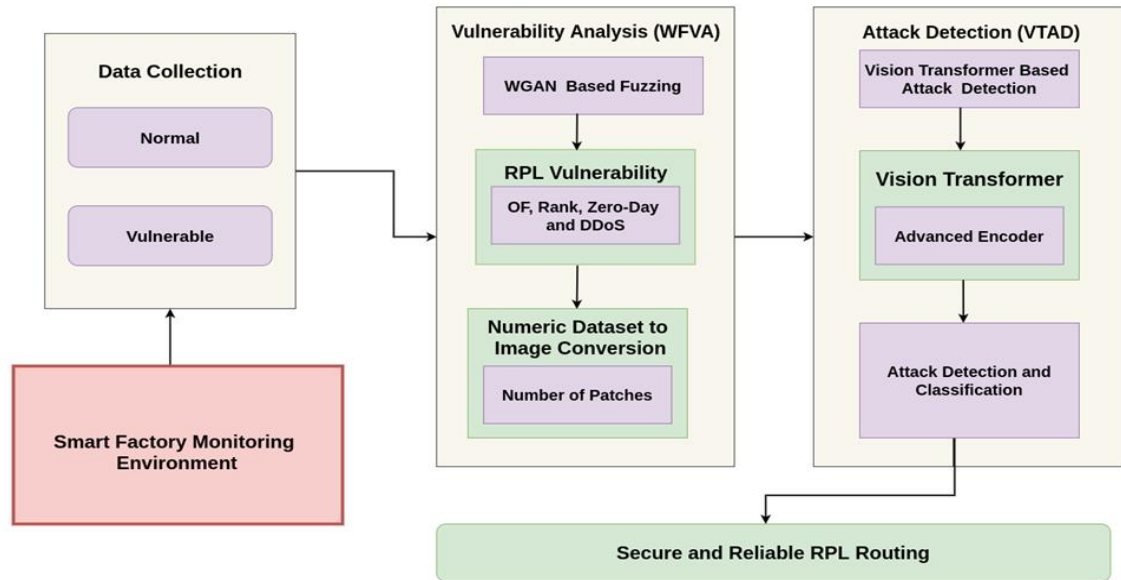 Data Collection
Normal
Vulnerable
Smart Factory Monitoring
Environment
Vulnerability Analysis (WFVA)
WGAN Based Fuzzing
RPL Vulnerability
OF, Rank, Zero-Day
and DDoS
Numeric Dataset to
Image Conversion
Number of Patches
Attack Detection (VTAD)
Vision Transformer Based
Attack Detection
Vision Transformer
Advanced Encoder
Attack Detection and
Classification
Secure and Reliable RPL Routing